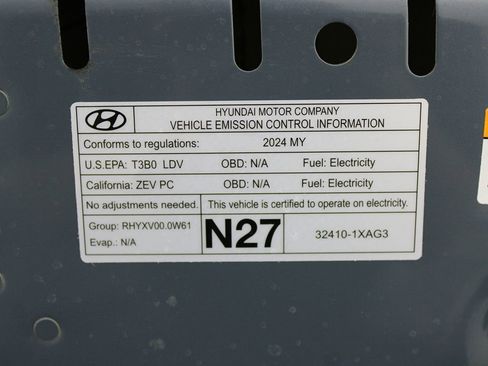 HYUNDAI MOTOR COMPANY
VEHICLE EMISSION CONTROL INFORMATION
Conforms to regulations: 2024 MY
U.S.EPA: T3B0 LDV OBD: N/A Fuel: Electricity
California: ZEV PC OBD: N/A Fuel: Electricity
No adjustments needed. This vehicle is certified to operate on electricity.
Group: RHYXV00.0W61
Evap.: N/A
N27
32410-1XAG3